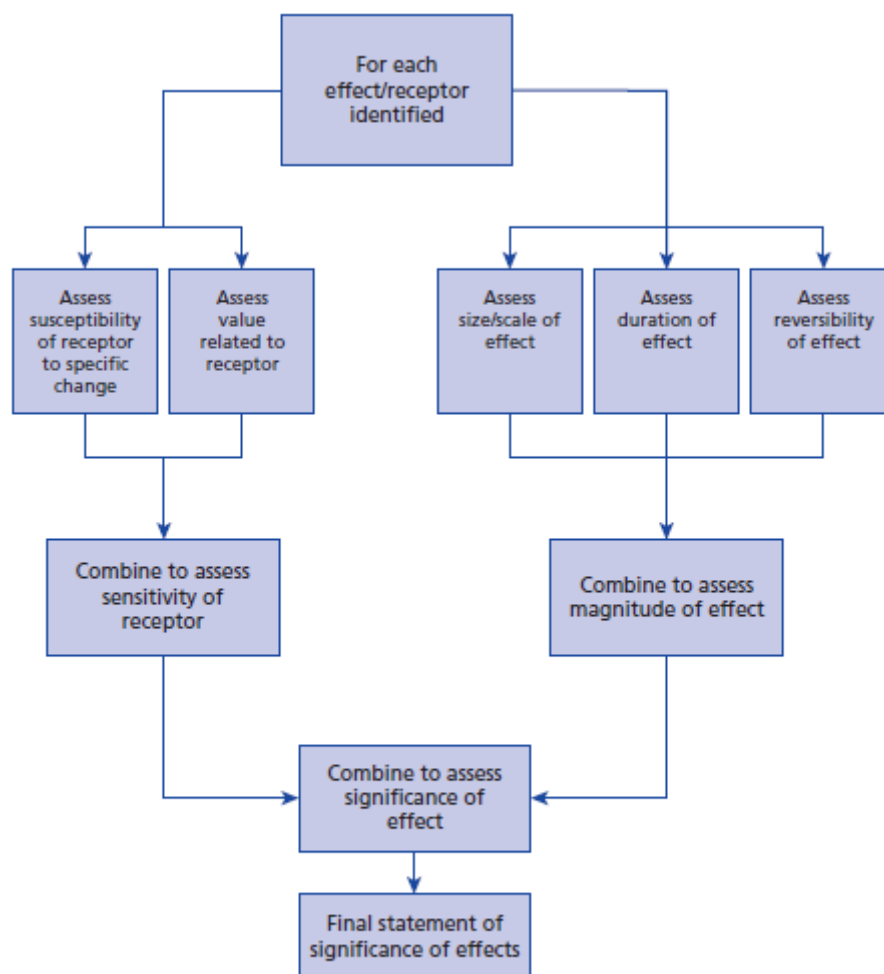 For each
effect/receptor
identified
Assess
susceptibility
of receptor
to specific
change
Assess
value
related to
receptor
Assess
size/scale of
effect
Assess
duration of
effect
Assess
reversibility
of effect
Combine to assess
sensitivity of
receptor
Combine to assess
magnitude of effect
Combine to assess
significance of
effect
Final statement of
significance of effects